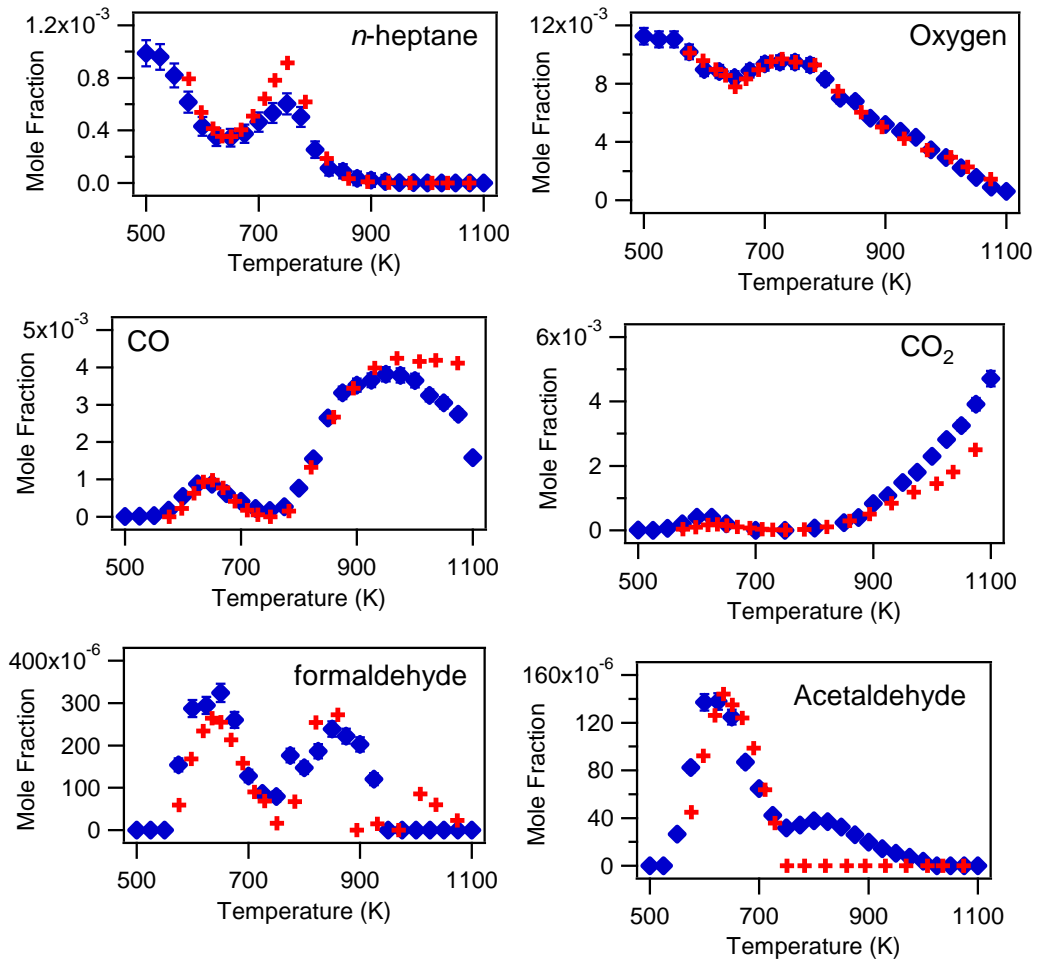 n-heptane
1.2x10-3
0.8
0.4
0.0
Mole Fraction
500 700 900 1100
Temperature (K)
Oxygen
12x10-3
8
4
0
Mole Fraction
500 700 900 1100
Temperature (K)
CO
5x10-3
4
3
2
1
0
Mole Fraction
500 700 900 1100
Temperature (K)
CO2
6x10-3
4
2
0
Mole Fraction
500 700 900 1100
Temperature (K)
formaldehyde
400x10-6
300
200
100
0
Mole Fraction
500 700 900 1100
Temperature (K)
Acetaldehyde
160x10-6
120
80
40
0
Mole Fraction
500 700 900 1100
Temperature (K)